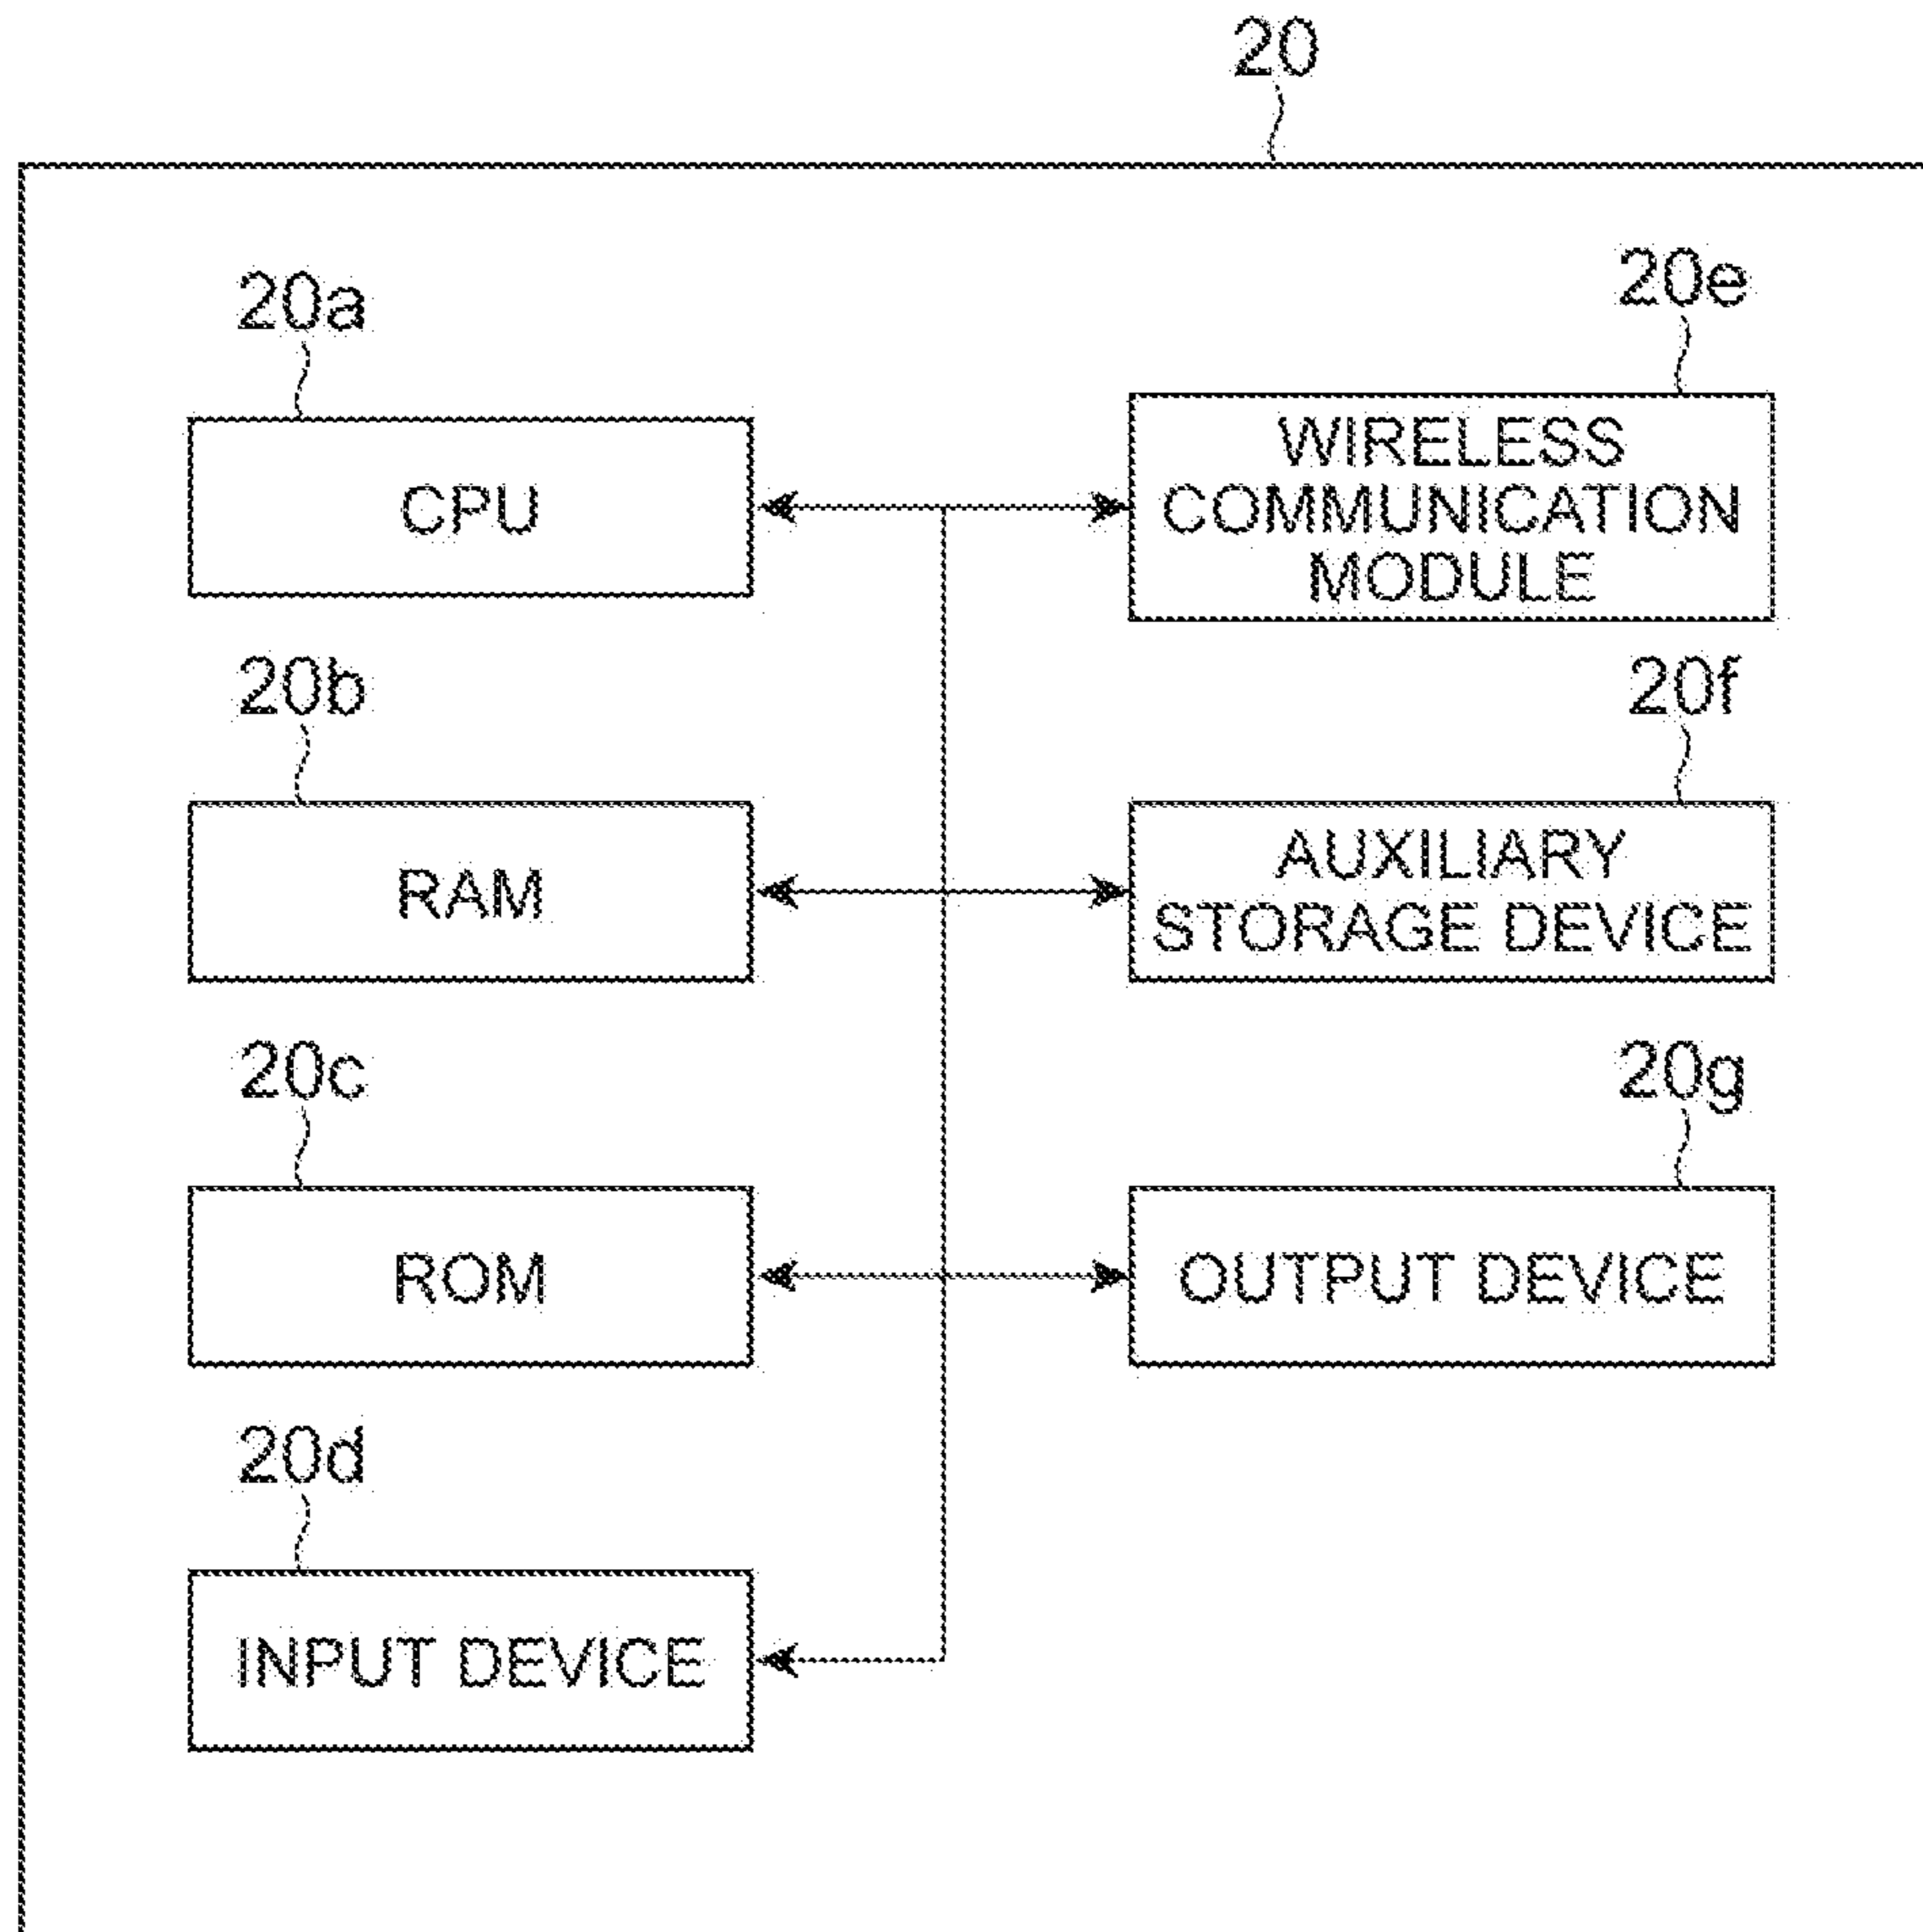 20
20a
CPU
20e
WIRELESS
COMMUNICATION
MODULE
20b
RAM
20f
AUXILIARY
STORAGE DEVICE
20c
ROM
20g
OUTPUT DEVICE
20d
INPUT DEVICE